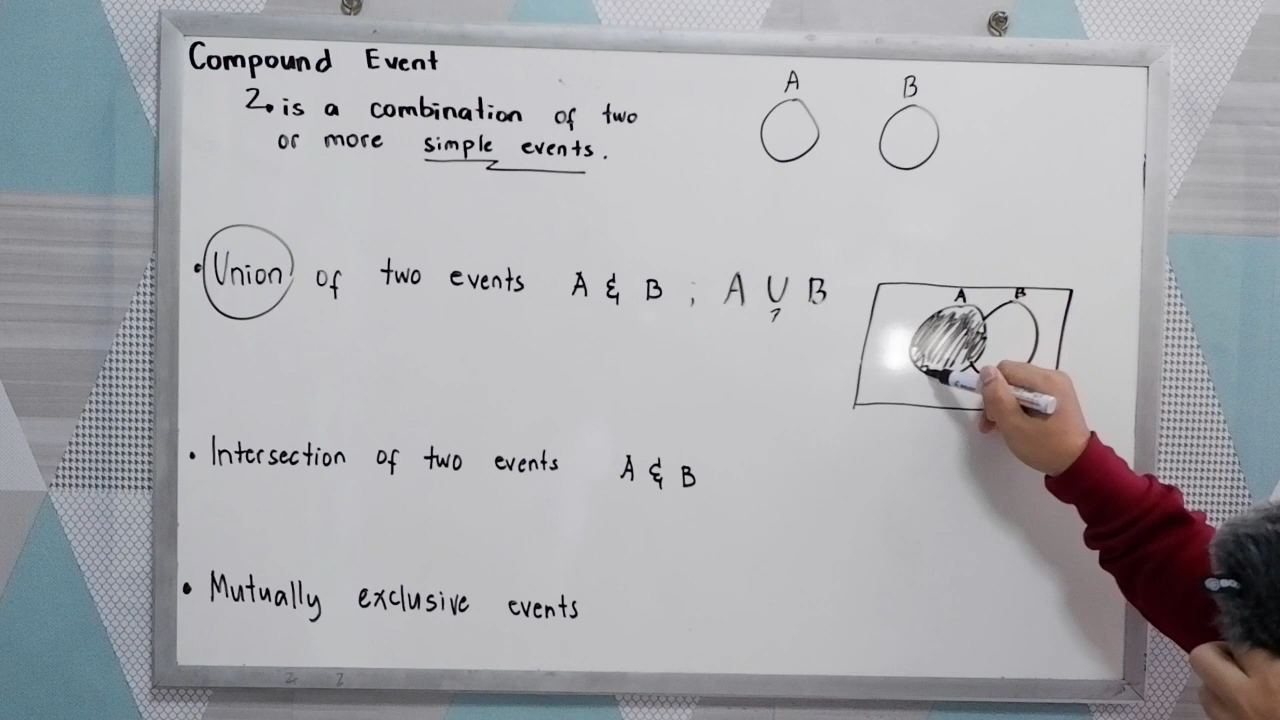 Compound Event
is a combination of two
or more simple events.
A B
• Union of two events A & B ; A ∪ B
A B
• Intersection of two events A & B
• Mutually exclusive events